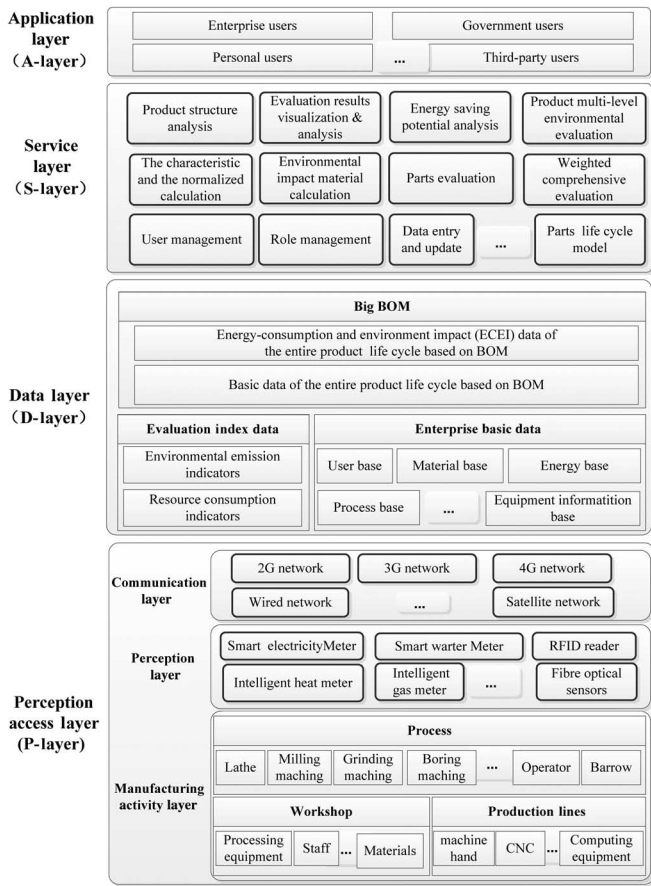 Application
layer
（A-layer）
Enterprise users
Government users
Personal users
...
Third-party users
Service
layer
（S-layer）
Product structure
analysis
Evaluation results
visualization &
analysis
Energy saving
potential analysis
Product multi-level
environmental
evaluation
The characteristic
and the normalized
calculation
Environmental
impact material
calculation
Parts evaluation
Weighted
comprehensive
evaluation
User management
Role management
Data entry
and update
...
Parts life cycle
model
Data layer
（D-layer）
Big BOM
Energy-consumption and environment impact (ECEI) data of
the entire product life cycle based on BOM
Basic data of the entire product life cycle based on BOM
Evaluation index data
Environmental emission
indicators
Resource consumption
indicators
Enterprise basic data
User base
Material base
Energy base
Process base
...
Equipment informatition
base
Perception
access layer
(P-layer)
Communication
layer
2G network
3G network
4G network
Wired network
...
Satellite network
Perception
layer
Smart electricityMeter
Smart warter Meter
RFID reader
Intelligent heat meter
Intelligent
gas meter
...
Fibre optical
sensors
Manufacturing
activity layer
Process
Lathe
Milling
maching
Grinding
maching
Boring
maching
...
Operator
Barrow
Workshop
Processing
equipment
Staff
...
Materials
Production lines
machine
hand
CNC
...
Computing
equipment